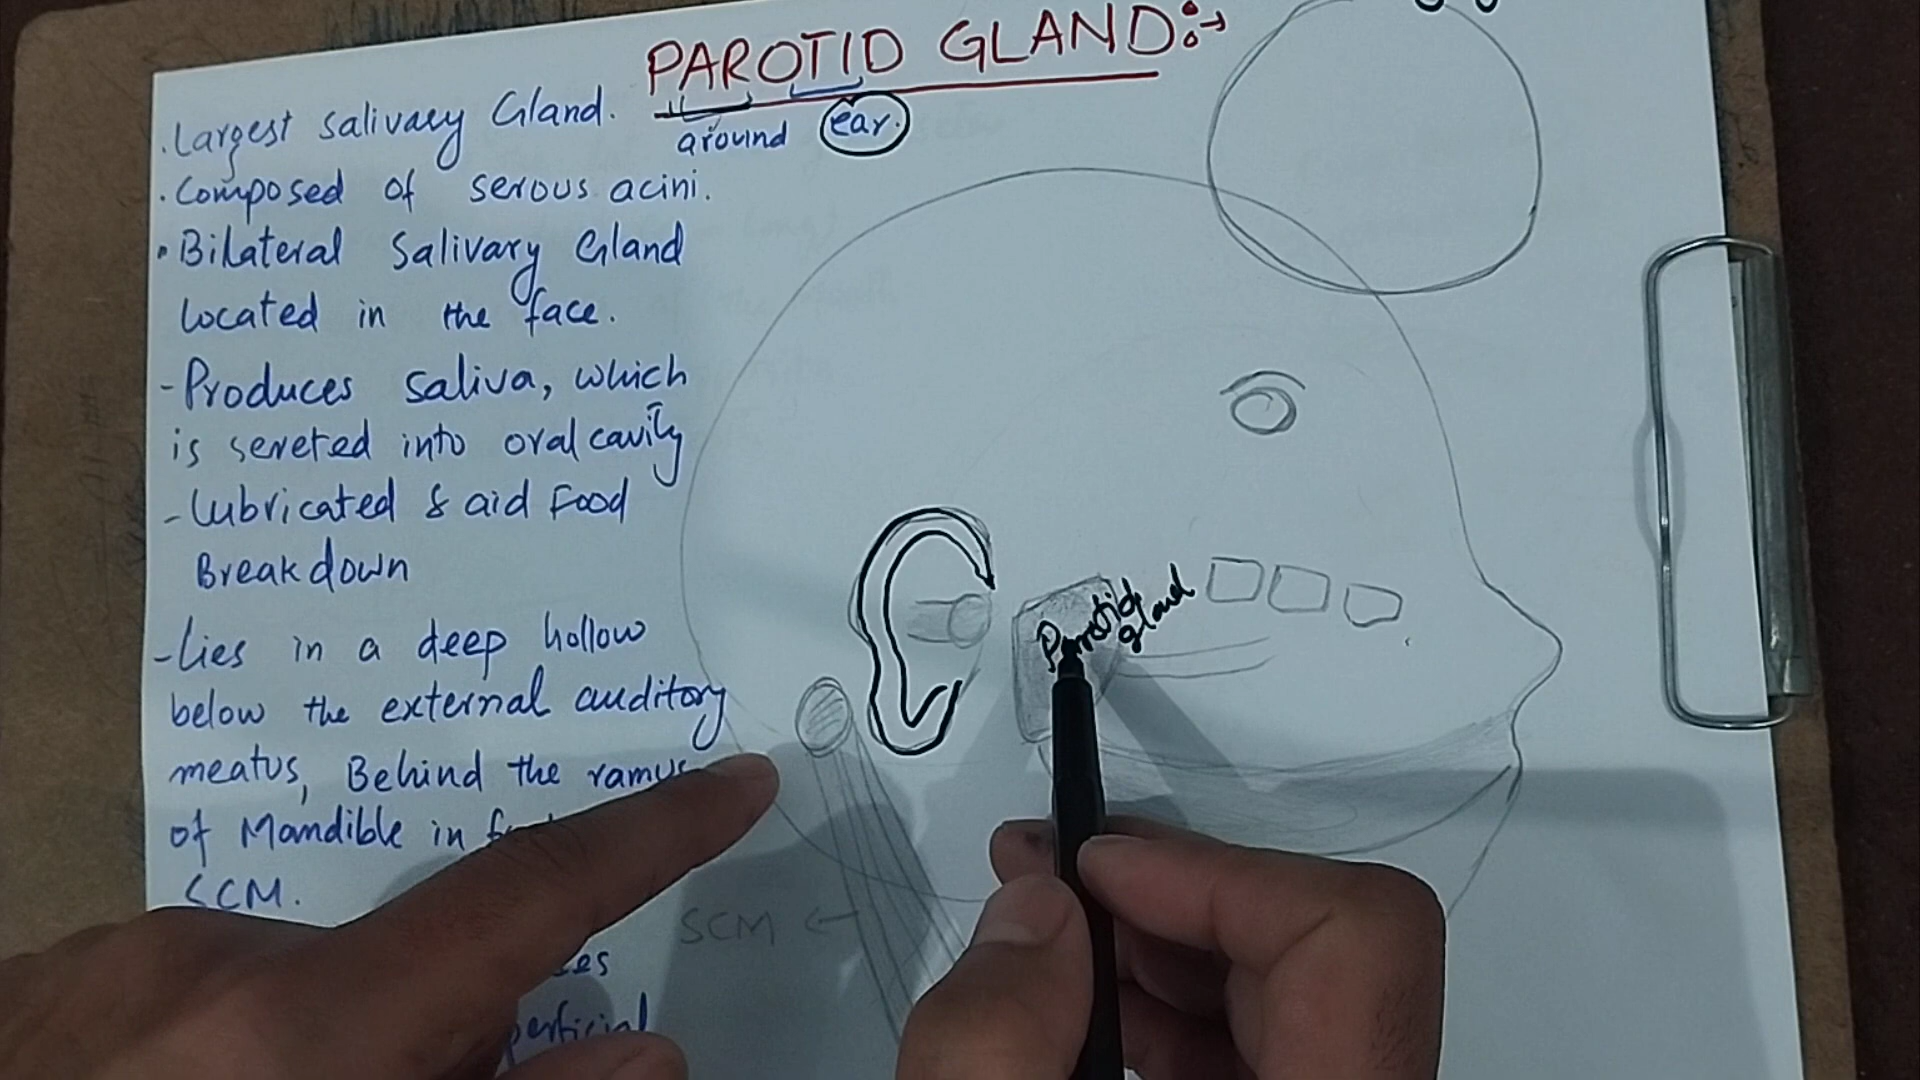 PAROTID GLAND:→
around ear.
. Largest Salivary Gland.
. Composed of serous acini.
• Bilateral Salivary Gland
located in the face.
- Produces saliva, which
is sereted into oral cavity
- Lubricated & aid Food
Breakdown
- Lies in a deep hollow
below the external auditory
meatus, Behind the ramus
of Mandible in
SCM.
Parotid
gland
SCM ←